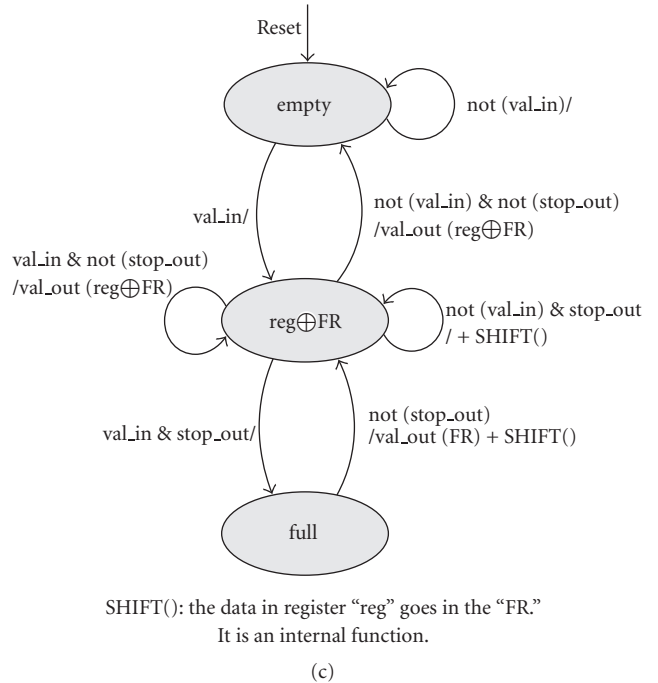 Reset
empty
not (val_in)/
val_in/
not (val_in) & not (stop_out)
/val_out (reg⊕FR)
val_in & not (stop_out)
/val_out (reg⊕FR)
reg⊕FR
not (val_in) & stop_out
/ + SHIFT()
val_in & stop_out/
not (stop_out)
/val_out (FR) + SHIFT()
full
SHIFT(): the data in register “reg” goes in the “FR.”
It is an internal function.
(c)